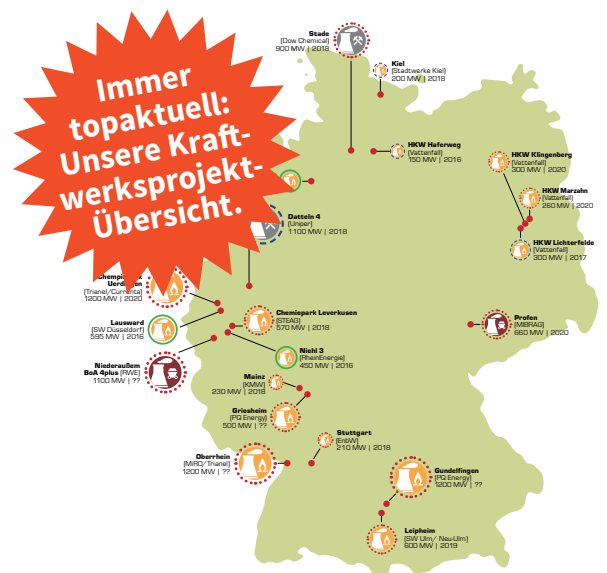 Immer
topaktuell:
Unsere Kraft-
werksprojekt-
Übersicht.
Stade
(Dow Chemical)
900 MW | 2018
Kiel
(Stadtwerke Kiel)
200 MW | 2018
HKW Haferweg
(Vattenfall)
150 MW | 2016
HKW Klingenberg
(Vattenfall)
300 MW | 2020
HKW Marzahn
(Vattenfall)
260 MW | 2020
HKW Lichterfelde
(Vattenfall)
300 MW | 2017
Datteln 4
(Uniper)
1100 MW | 2018
(Trianel/Currenta)
1200 MW | 2020
Lausward
(SW Düsseldorf)
595 MW | 2016
Chemiepark Leverkusen
(STEAG)
570 MW | 2018
Profen
(MIBRAG)
660 MW | 2020
Niederaußem
BoA 4plus (RWE)
1100 MW | ??
Niehl 3
(RheinEnergie)
450 MW | 2016
Mainz
(KMW)
230 MW | 2018
Griesheim
(PQ Energy)
500 MW | ??
Stuttgart
(EnbW)
210 MW | 2018
Oberrhein
(MiRO/Trianel)
1200 MW | ??
Gundelfingen
(PQ Energy)
1200 MW | ??
Leipheim
(SW Ulm/ Neu-Ulm)
600 MW | 2019